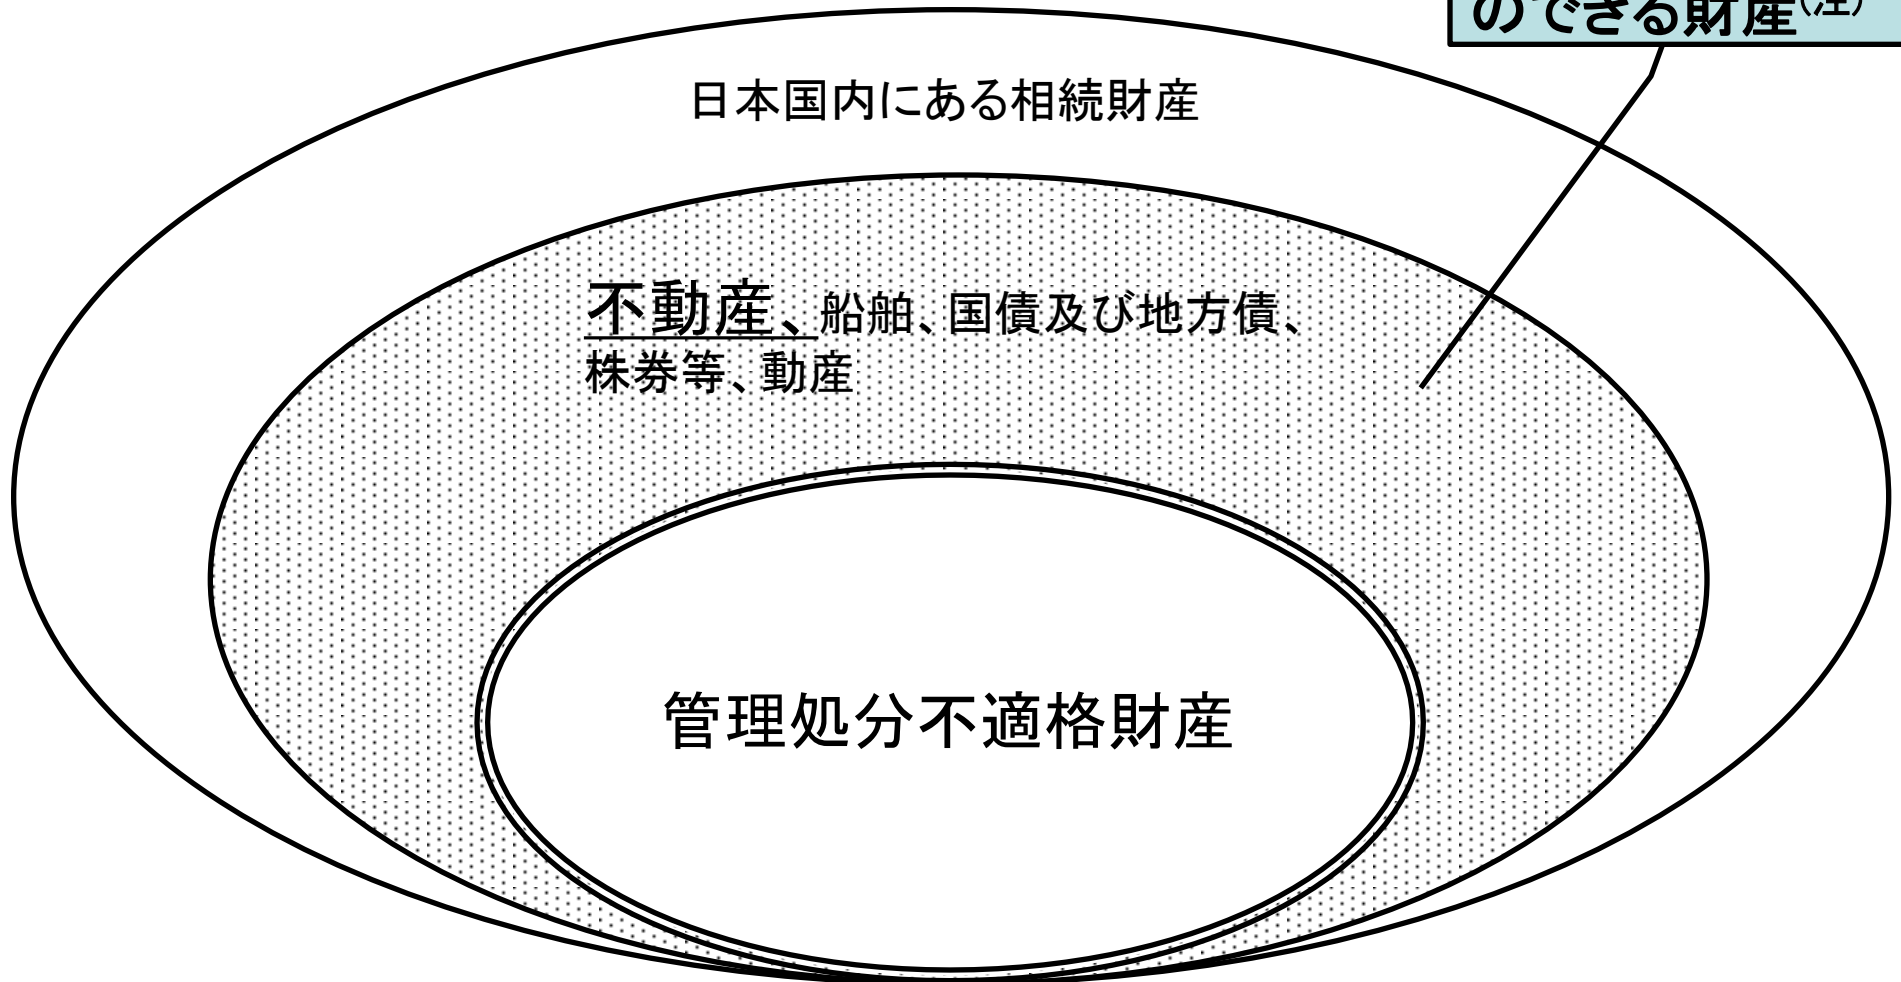 のできる財産(注)
日本国内にある相続財産
不動産、船舶、国債及び地方債、
株券等、動産
管理処分不適格財産